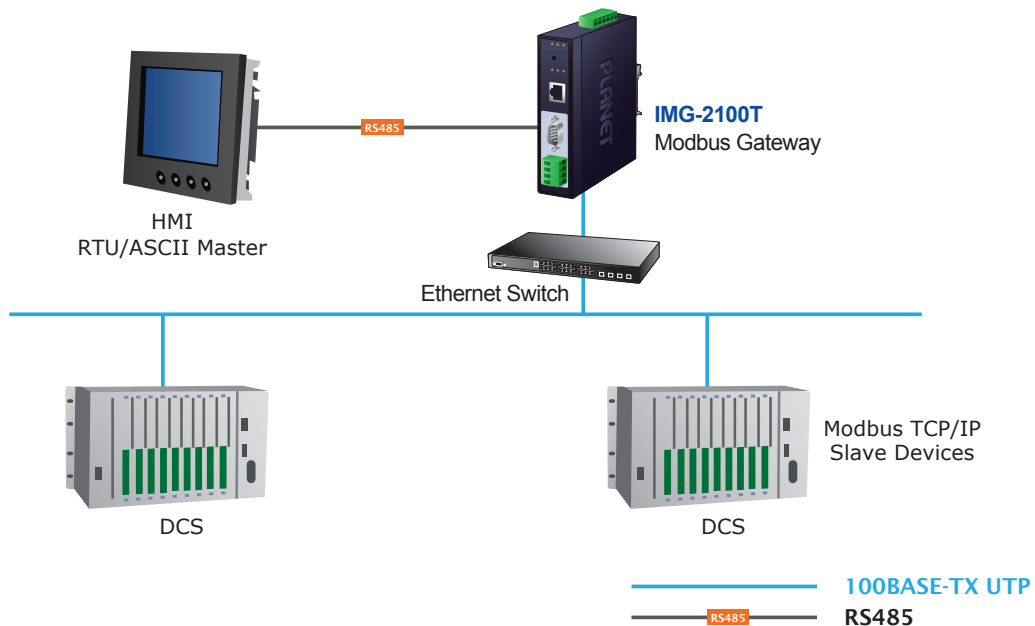 PLANET
RS485
IMG-2100T
Modbus Gateway
HMI
RTU/ASCII Master
Ethernet Switch
Modbus TCP/IP
Slave Devices
DCS
DCS
100BASE-TX UTP
RS485
RS485